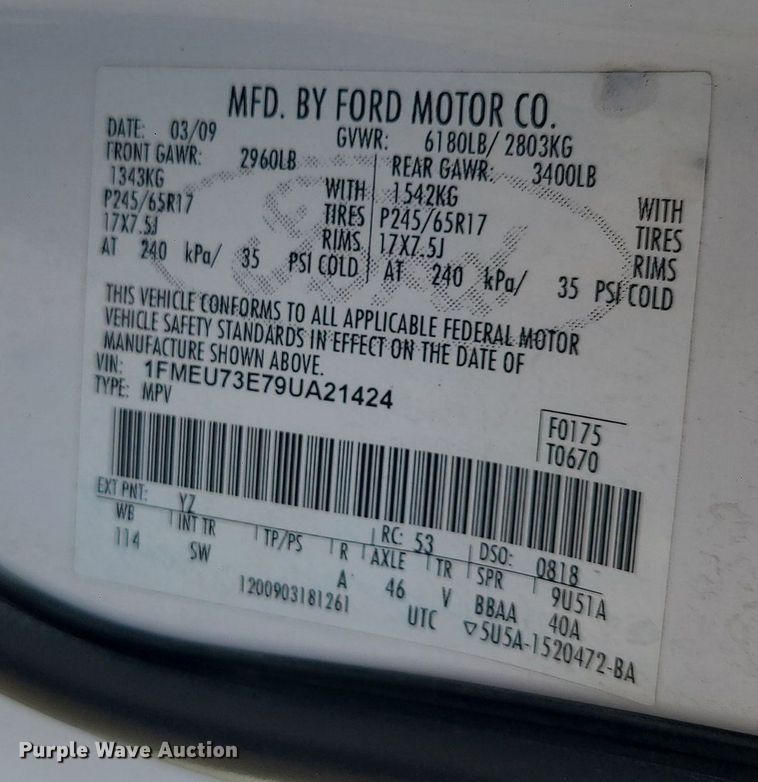 MFD. BY FORD MOTOR CO.
DATE: 03/09 GVWR: 6180LB/ 2803KG
FRONT GAWR: 2960LB REAR GAWR: 3400LB
1343KG WITH 1542KG WITH
P245/65R17 TIRES P245/65R17 TIRES
17X7.5J RIMS 17X7.5J RIMS
AT 240 kPa/ 35 PSI COLD AT 240 kPa/ 35 PSI COLD
THIS VEHICLE CONFORMS TO ALL APPLICABLE FEDERAL MOTOR
VEHICLE SAFETY STANDARDS IN EFFECT ON THE DATE OF
MANUFACTURE SHOWN ABOVE.
VIN: 1FMEU73E79UA21424
TYPE: MPV
F0175
T0670
EXT PNT: YZ RC: 53 DSO: 0818
WB INT TR TP/PS R AXLE TR SPR 9U51A
114 SW A 46 V BBAA 40A
1200903181261 UTC ▽5U5A-1520472-BA
Purple Wave Auction